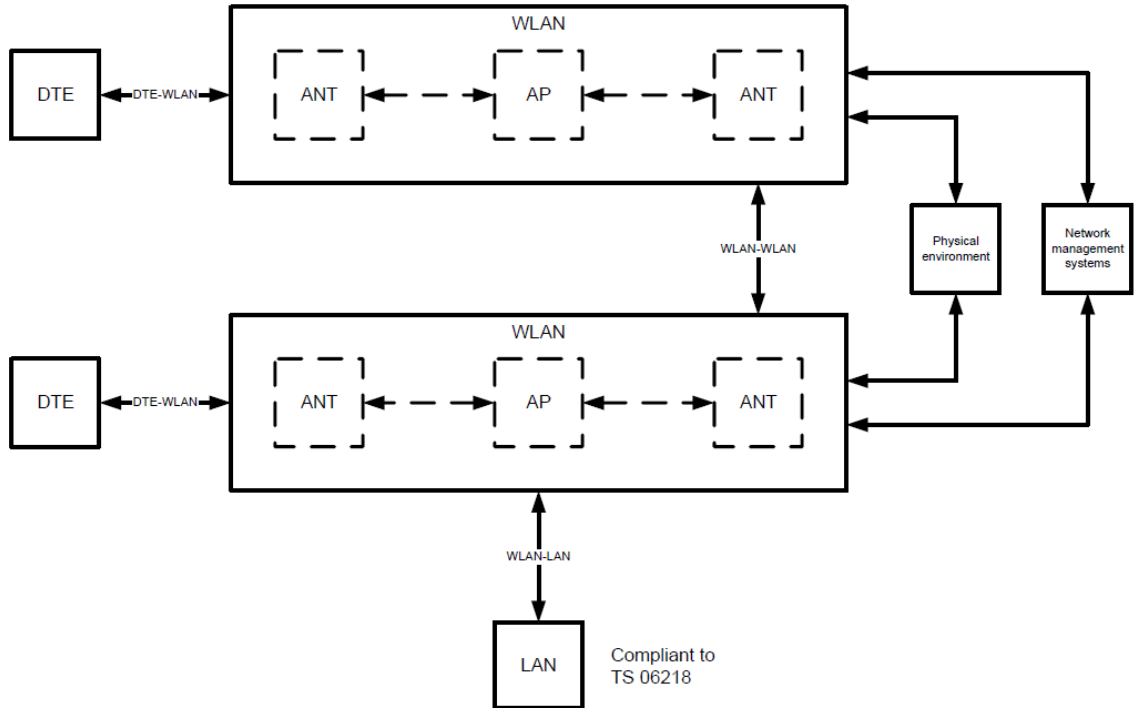 WLAN
DTE
DTE-WLAN
ANT
AP
ANT
Physical
environment
Network
management
systems
WLAN-WLAN
WLAN
DTE
DTE-WLAN
ANT
AP
ANT
WLAN-LAN
LAN
Compliant to
TS 06218